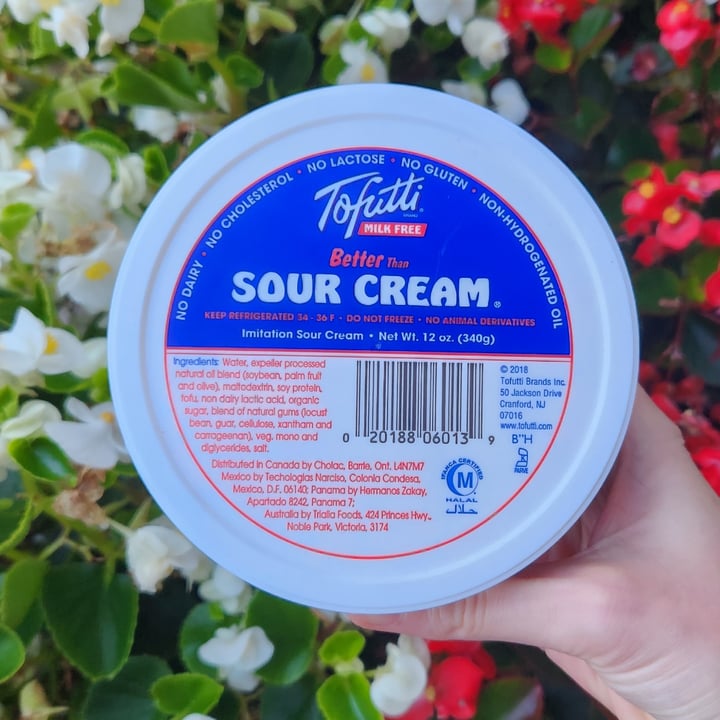 NO DAIRY • NO CHOLESTEROL • NO LACTOSE • NO GLUTEN • NON-HYDROGENATED OIL
Tofutti
BRAND
MILK FREE
Better Than
SOUR CREAM®
KEEP REFRIGERATED 34 - 36 F • DO NOT FREEZE • NO ANIMAL DERIVATIVES
Imitation Sour Cream • Net Wt. 12 oz. (340g)
Ingredients: Water, expeller processed
natural oil blend (soybean, palm fruit
and olive), maltodextrin, soy protein,
tofu, non dairy lactic acid, organic
sugar, blend of natural gums (locust
bean, guar, cellulose, xantham and
carrageenan), veg. mono and
diglycerides, salt.
0 20188 06013 9
© 2016
Tofutti Brands Inc.
50 Jackson Drive
Cranford, NJ
07016
www.tofutti.com
B"H
Distributed in Canada by Cholac, Barrie, Ont. L4N7M7
Mexico by Techologias Narciso, Colonia Condesa,
Mexico, D.F. 06140; Panama by Hermanos Zakay,
Apartado 8242, Panama 7;
Australia by Trialia Foods, 424 Princes Hwy.,
Noble Park, Victoria, 3174
IFANCA CERTIFIED
M
HALAL
حلال